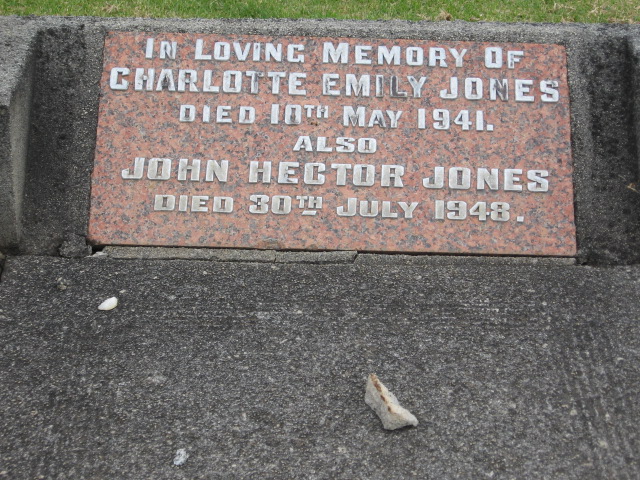 In Loving Memory Of
CHARLOTTE EMILY JONES
DIED 10TH MAY 1941.
ALSO
JOHN HECTOR JONES
DIED 30TH JULY 1948.